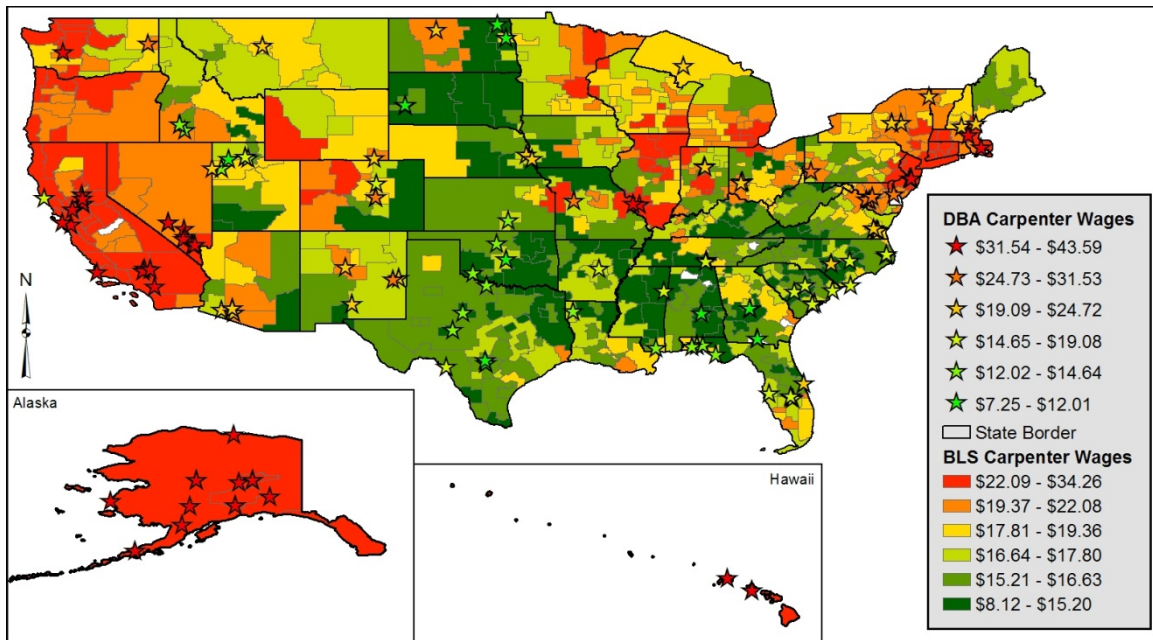 N
Alaska
Hawaii
DBA Carpenter Wages
$31.54 - $43.59
$24.73 - $31.53
$19.09 - $24.72
$14.65 - $19.08
$12.02 - $14.64
$7.25 - $12.01
State Border
BLS Carpenter Wages
$22.09 - $34.26
$19.37 - $22.08
$17.81 - $19.36
$16.64 - $17.80
$15.21 - $16.63
$8.12 - $15.20